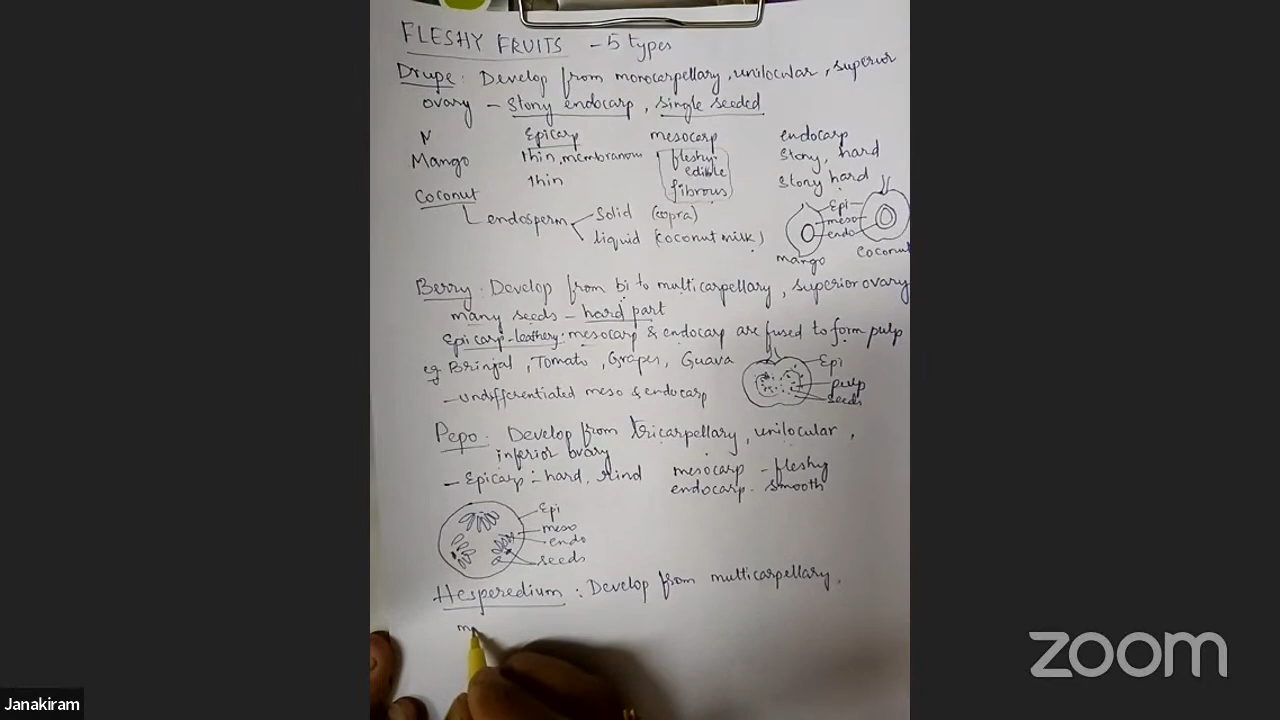 FLESHY FRUITS - 5 types
Drupe: Develop from monocarpellary, unilocular, superior
ovary - Stony endocarp, single seeded
N Epicarp mesocarp endocarp
Mango thin, membranous fleshy edible Stony, hard
Coconut thin fibrous Stony hard
endosperm Solid (copra)
liquid (coconut milk)
Epi
meso
endo
mango coconut
Berry: Develop from bi to multicarpellary, superior ovary
many seeds - hard part
Epicarp-leathery. mesocarp & endocarp are fused to form pulp
eg Brinjal, Tomato, Grapes, Guava
- undifferentiated meso & endocarp
Epi
pulp
seeds
Pepo: Develop from tricarpellary, unilocular,
inferior ovary
- Epicarp: hard, rind mesocarp - fleshy
endocarp - smooth
Epi
meso
endo
seeds
Hesperedium: Develop from multicarpellary,
m
zoom
Janakiram